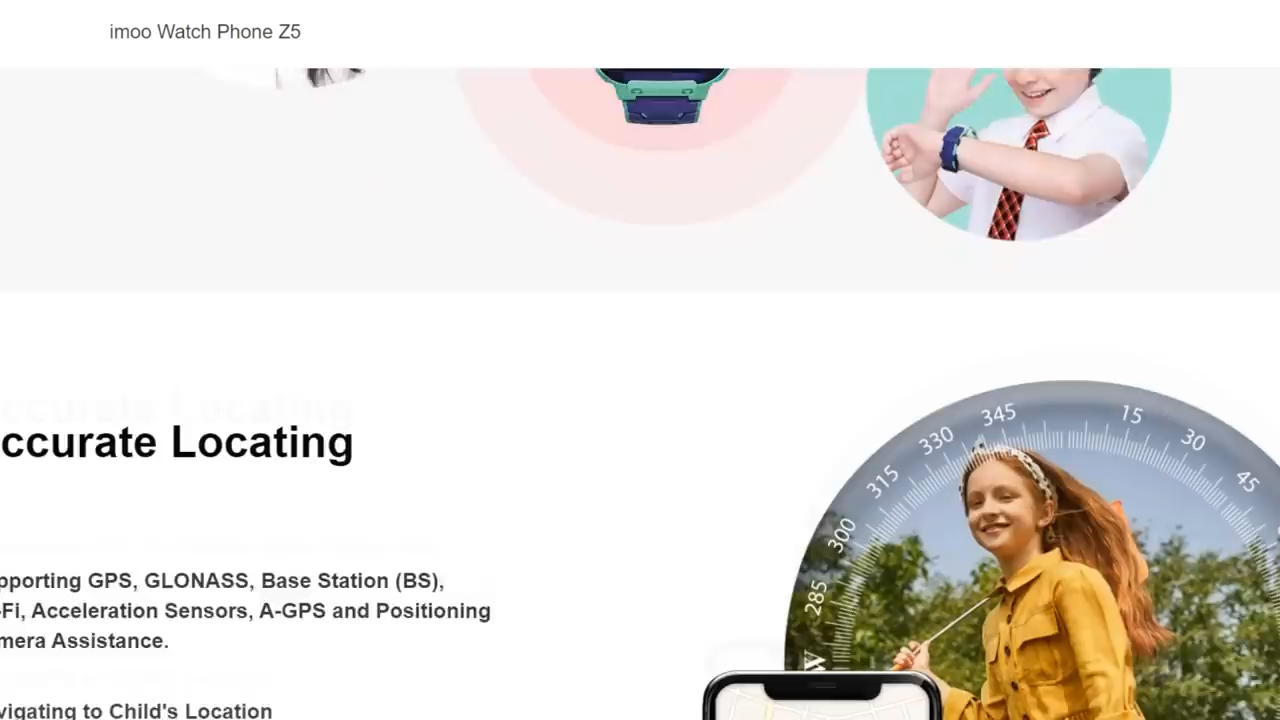 imoo Watch Phone Z5
ccurate Locating
pporting GPS, GLONASS, Base Station (BS),
-Fi, Acceleration Sensors, A-GPS and Positioning
mera Assistance.
vigating to Child's Location
345
15
330
30
315
45
300
285
W